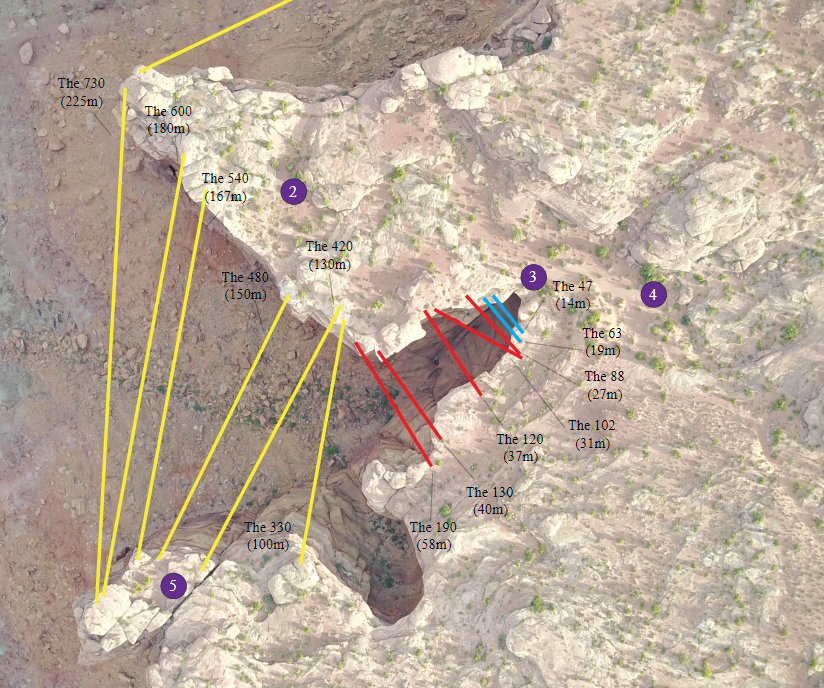 The 730
(225m)
The 600
(180m)
The 540
(167m)
2
The 420
(130m)
The 480
(150m)
3
The 47
(14m)
4
The 63
(19m)
The 88
(27m)
The 102
(31m)
The 120
(37m)
The 130
(40m)
The 190
(58m)
The 330
(100m)
5